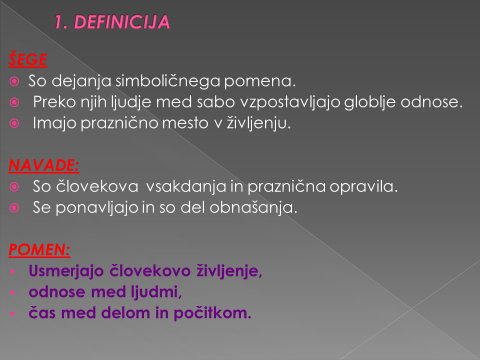 1. DEFINICIJA
ŠEGE
So dejanja simboličnega pomena.
Preko njih ljudje med sabo vzpostavljajo globlje odnose.
Imajo praznično mesto v življenju.
NAVADE:
So človekova vsakdanja in praznična opravila.
Se ponavljajo in so del obnašanja.
POMEN:
Usmerjajo človekovo življenje,
odnose med ljudmi,
čas med delom in počitkom.